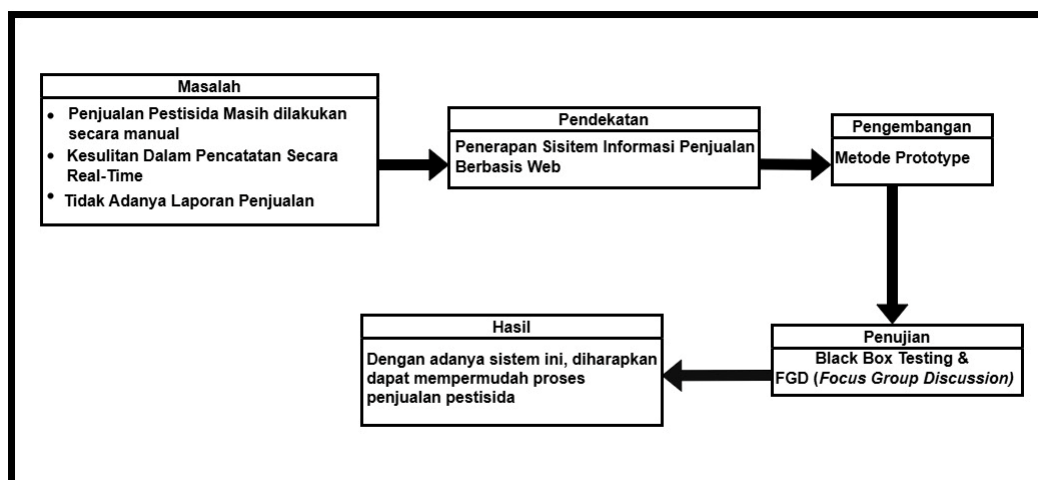 Masalah
• Penjualan Pestisida Masih dilakukan
secara manual
• Kesulitan Dalam Pencatatan Secara
Real-Time
• Tidak Adanya Laporan Penjualan
Pendekatan
Penerapan Sisitem Informasi Penjualan
Berbasis Web
Pengembangan
Metode Prototype
Penujian
Black Box Testing &
FGD (Focus Group Discussion)
Hasil
Dengan adanya sistem ini, diharapkan
dapat mempermudah proses
penjualan pestisida